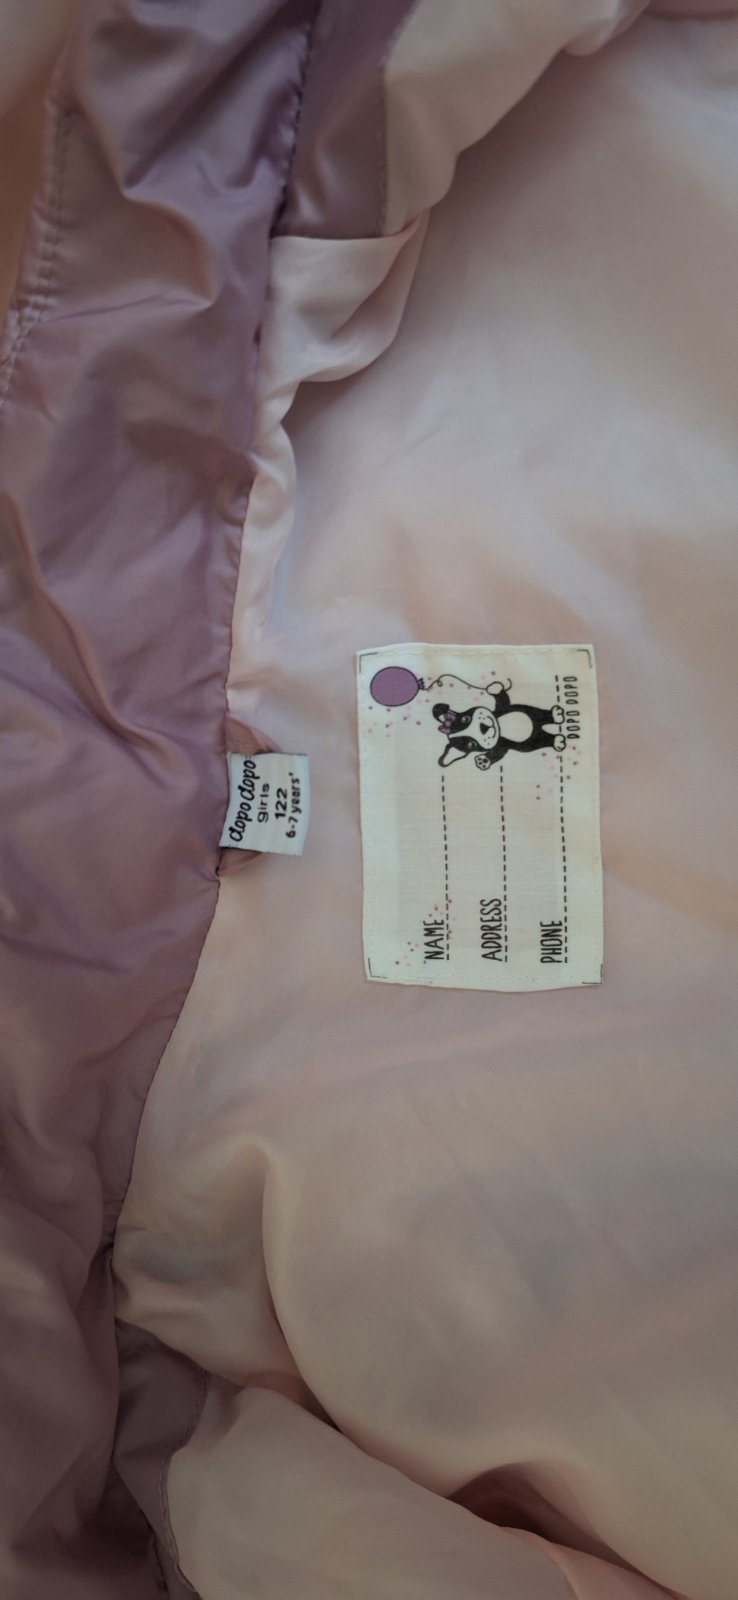 dopo dopo
girls
122
6-7 years'
NAME
ADDRESS
PHONE
DOPO DOPO